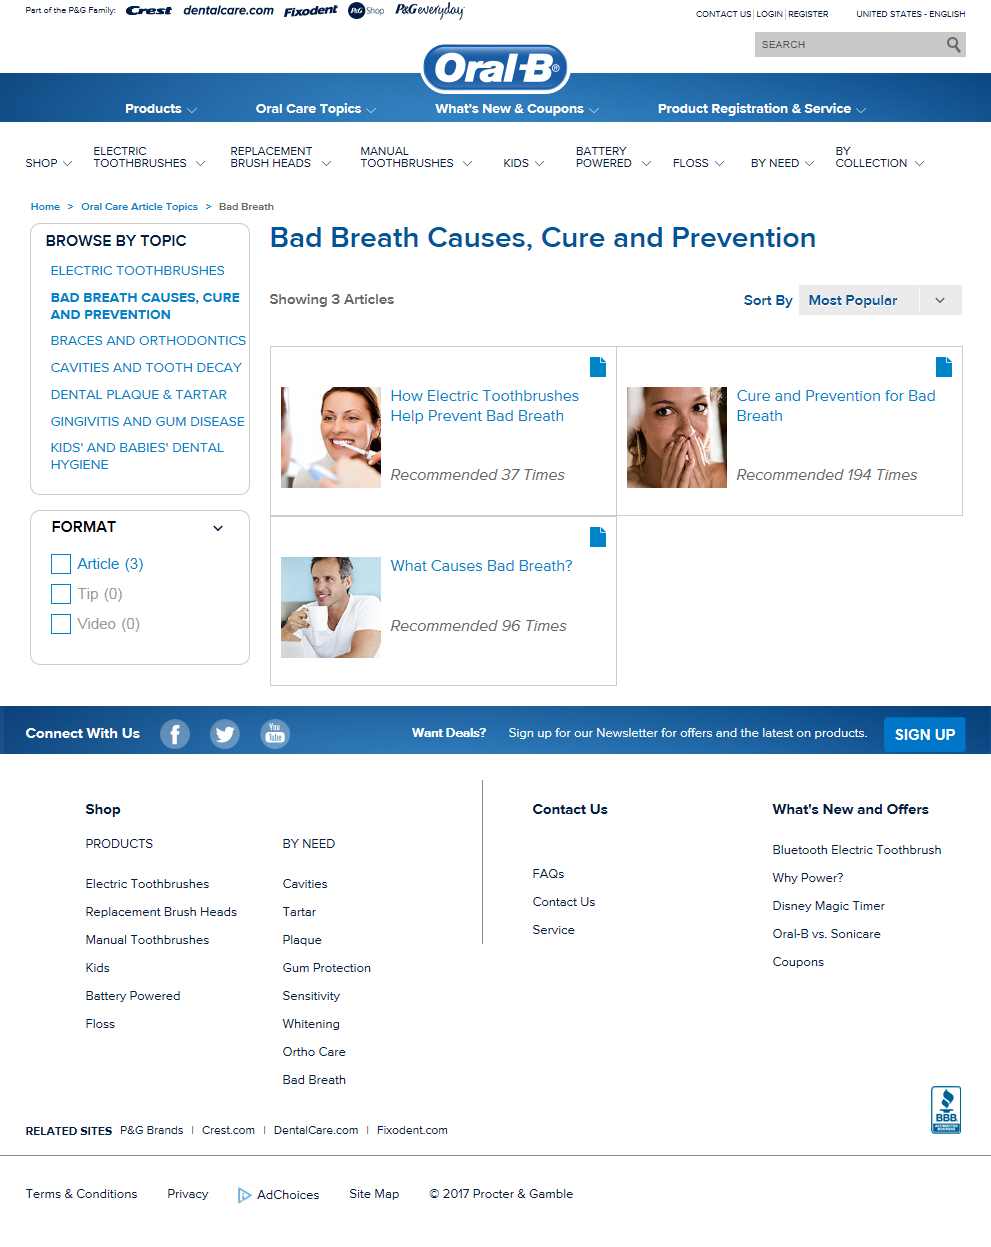 Part of the P&G Family: Crest dentalcare.com Fixodent P&G Shop P&G everyday
CONTACT US | LOGIN | REGISTER UNITED STATES - ENGLISH
SEARCH
Oral-B®
Products Oral Care Topics What's New & Coupons Product Registration & Service
SHOP ELECTRIC TOOTHBRUSHES REPLACEMENT BRUSH HEADS MANUAL TOOTHBRUSHES KIDS BATTERY POWERED FLOSS BY NEED BY COLLECTION
Home > Oral Care Article Topics > Bad Breath
BROWSE BY TOPIC
ELECTRIC TOOTHBRUSHES
BAD BREATH CAUSES, CURE
AND PREVENTION
BRACES AND ORTHODONTICS
CAVITIES AND TOOTH DECAY
DENTAL PLAQUE & TARTAR
GINGIVITIS AND GUM DISEASE
KIDS' AND BABIES' DENTAL
HYGIENE
FORMAT
Article (3)
Tip (0)
Video (0)
Bad Breath Causes, Cure and Prevention
Showing 3 Articles
Sort By Most Popular
How Electric Toothbrushes
Help Prevent Bad Breath
Recommended 37 Times
Cure and Prevention for Bad
Breath
Recommended 194 Times
What Causes Bad Breath?
Recommended 96 Times
Connect With Us f You Tube
Want Deals? Sign up for our Newsletter for offers and the latest on products. SIGN UP
Shop
PRODUCTS
Electric Toothbrushes
Replacement Brush Heads
Manual Toothbrushes
Kids
Battery Powered
Floss
BY NEED
Cavities
Tartar
Plaque
Gum Protection
Sensitivity
Whitening
Ortho Care
Bad Breath
Contact Us
FAQs
Contact Us
Service
What's New and Offers
Bluetooth Electric Toothbrush
Why Power?
Disney Magic Timer
Oral-B vs. Sonicare
Coupons
BBB.
ACCREDITED
BUSINESS
RELATED SITES P&G Brands | Crest.com | DentalCare.com | Fixodent.com
Terms & Conditions Privacy AdChoices Site Map © 2017 Procter & Gamble